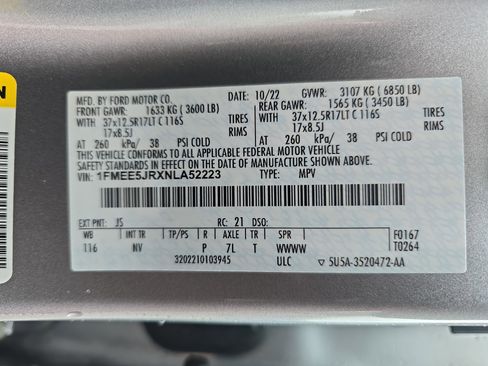 MFD. BY FORD MOTOR CO. 10/22 GVWR: 3107 KG ( 6850 LB)
FRONT GAWR: 1633 KG ( 3600 LB) REAR GAWR: 1565 KG ( 3450 LB)
WITH 37x12.5R17LT C 116S TIRES WITH 37x12.5R17LT C 116S TIRES
17x8.5J RIMS 17x8.5J RIMS
AT 260 kPa/ 38 PSI COLD AT 260 kPa/ 38 PSI COLD
THIS VEHICLE CONFORMS TO ALL APPLICABLE FEDERAL MOTOR VEHICLE
SAFETY STANDARDS IN EFFECT ON THE DATE OF MANUFACTURE SHOWN ABOVE.
VIN: 1FMEE5JRXNLA52223 TYPE: MPV
EXT PNT: JS RC: 21 DSO:
WB INT TR TP/PS R AXLE TR SPR F0167
116 NV P 7L T WWWW T0264
3202210103945 ULC ▽ 5U5A-3520472-AA